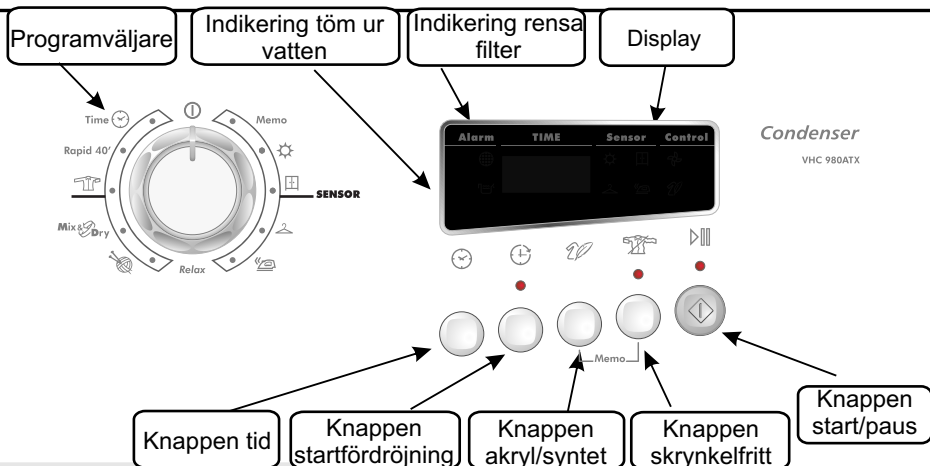 Programväljare
Indikering töm ur
vatten
Indikering rensa
filter
Display
Time
Memo
Rapid 40'
SENSOR
Mix&Dry
Relax
Alarm TIME Sensor Control
Condenser
VHC 980ATX
Memo
Knappen tid
Knappen
startfördröjning
Knappen
akryl/syntet
Knappen
skrynkelfritt
Knappen
start/paus